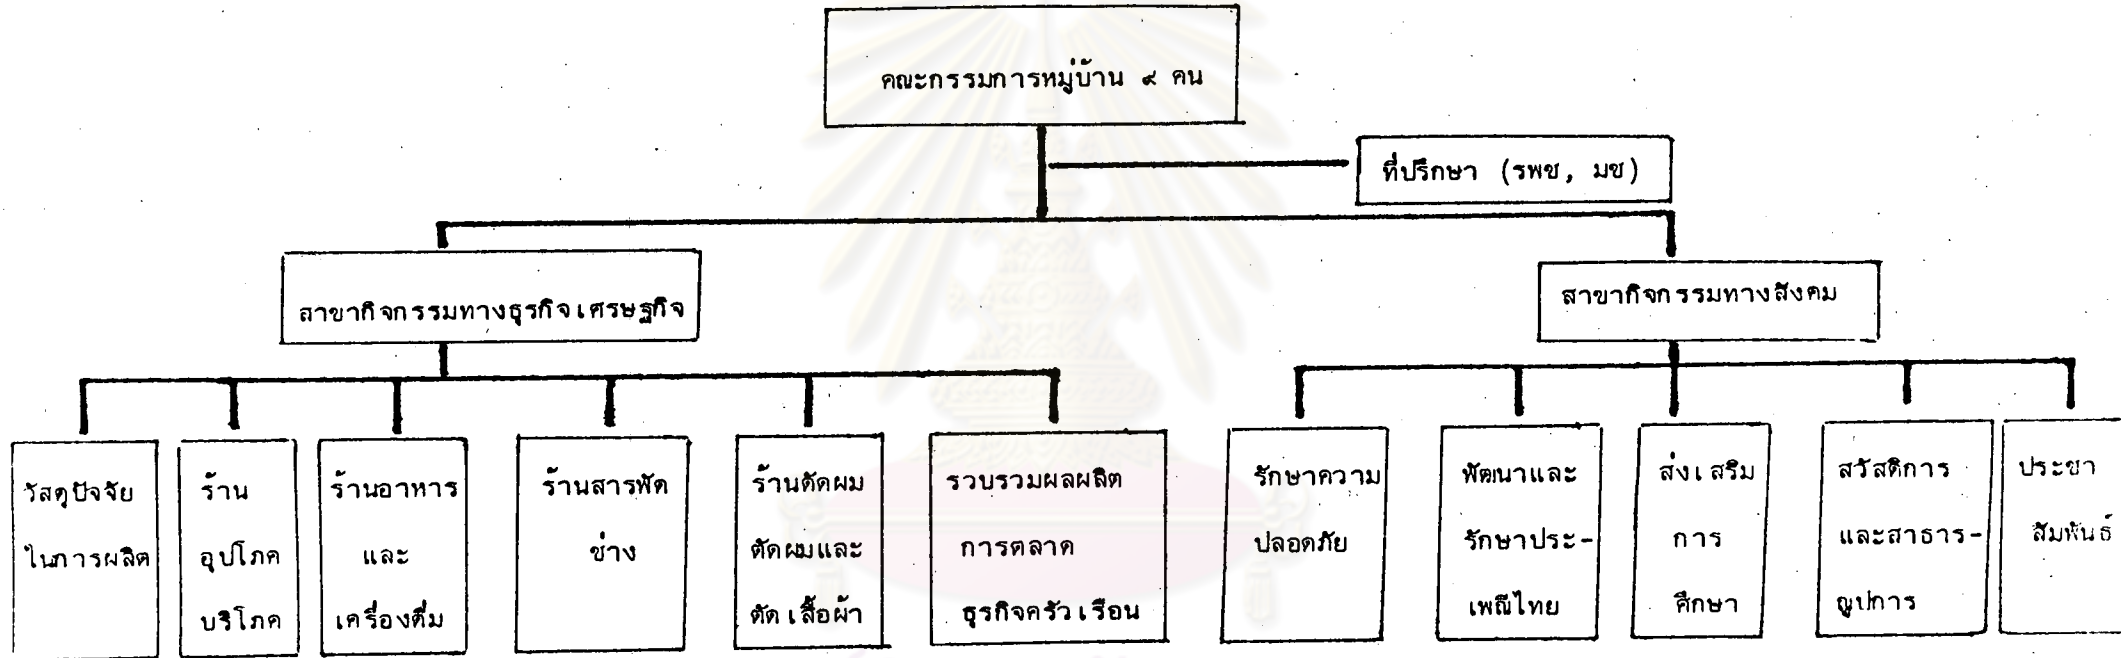 คณะกรรมการหมู่บ้าน ๙ คน
ที่ปรึกษา (รพช, มช)
สาขากิจกรรมทางธุรกิจเศรษฐกิจ
สาขากิจกรรมทางสังคม
วัสดุปัจจัย
ในการผลิต
ร้าน
อุปโภค
บริโภค
ร้านอาหาร
และ
เครื่องดื่ม
ร้านสารพัด
ช่าง
ร้านตัดผม
ดัดผมและ
ตัดเสื้อผ้า
รวบรวมผลผลิต
การตลาด
ธุรกิจครัวเรือน
รักษาความ
ปลอดภัย
พัฒนาและ
รักษาประ-
เพณีไทย
ส่งเสริม
การ
ศึกษา
สวัสดิการ
และสาธาร-
ณูปการ
ประชา
สัมพันธ์